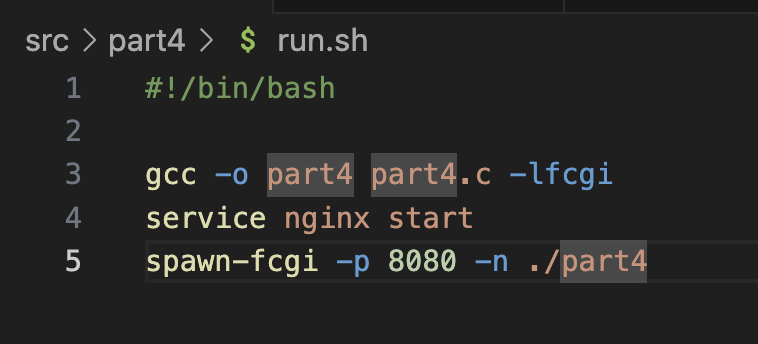 src > part4 > $ run.sh
1 #!/bin/bash
2
3 gcc -o part4 part4.c -lfcgi
4 service nginx start
5 spawn-fcgi -p 8080 -n ./part4